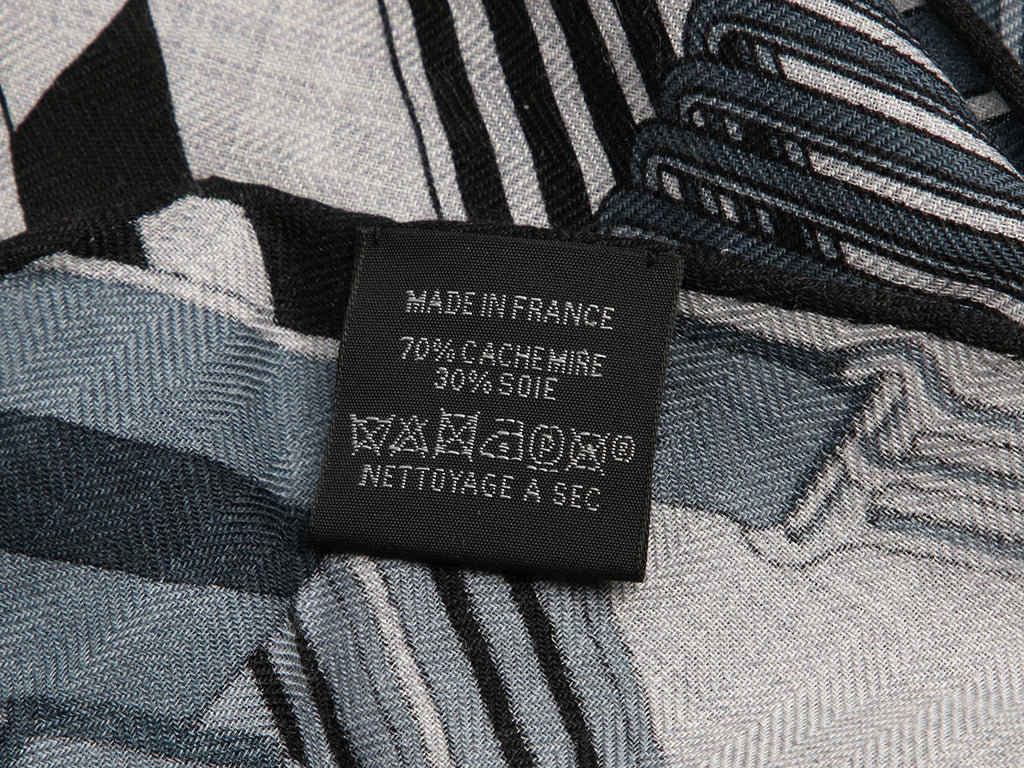 MADE IN FRANCE
70% CACHEMIRE
30% SOIE
P ®
NETTOYAGE A SEC